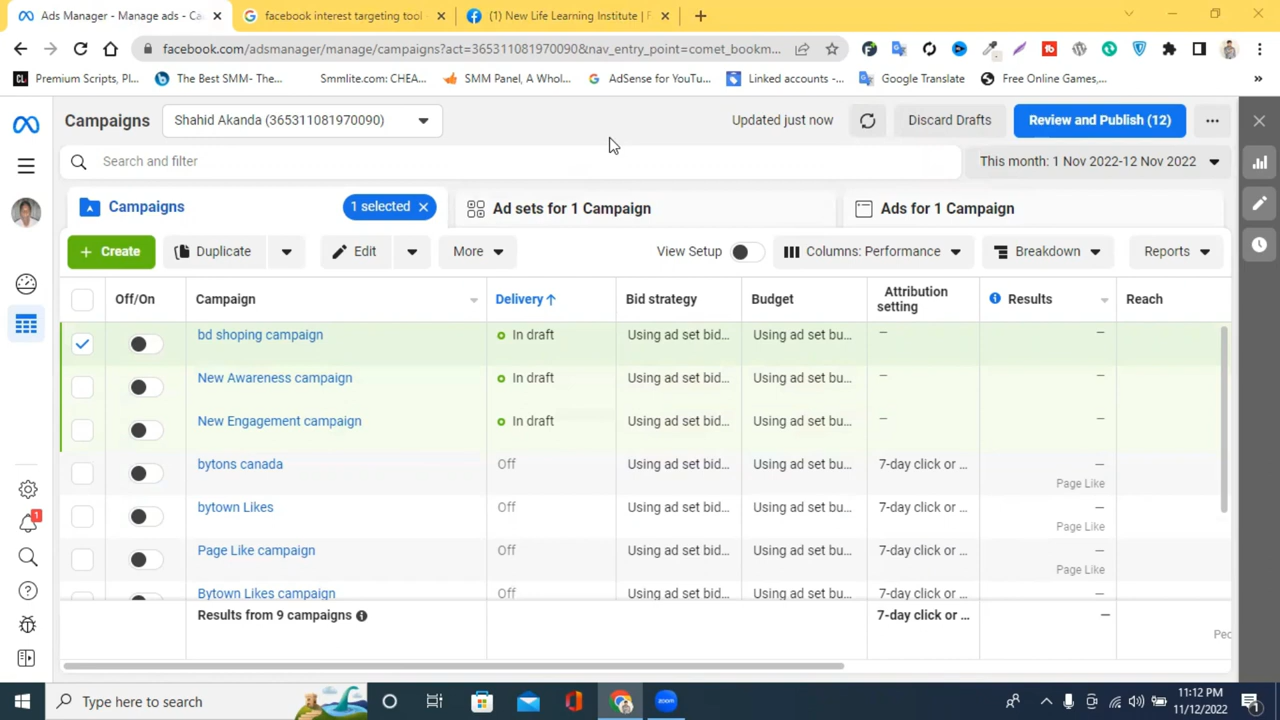 Ads Manager - Manage ads - Ca
facebook interest targeting tool -
(1) New Life Learning Institute | F
facebook.com/adsmanager/manage/campaigns?act=365311081970090&nav_entry_point=comet_bookm...
Premium Scripts, Pl...
The Best SMM- The...
Smmlite.com: CHEA...
SMM Panel, A Whol...
AdSense for YouTu...
Linked accounts -...
Google Translate
Free Online Games,...
»
Campaigns
Shahid Akanda (365311081970090)
Updated just now
Discard Drafts
Review and Publish (12)
Search and filter
This month: 1 Nov 2022-12 Nov 2022
Campaigns
1 selected
Ad sets for 1 Campaign
Ads for 1 Campaign
+ Create
Duplicate
Edit
More
View Setup
Columns: Performance
Breakdown
Reports
Off/On
Campaign
Delivery ↑
Bid strategy
Budget
Attribution setting
Results
Reach
bd shoping campaign
In draft
Using ad set bid...
Using ad set bu...
—
—
New Awareness campaign
In draft
Using ad set bid...
Using ad set bu...
—
—
New Engagement campaign
In draft
Using ad set bid...
Using ad set bu...
—
—
bytons canada
Off
Using ad set bid...
Using ad set bu...
7-day click or ...
—
Page Like
bytown Likes
Off
Using ad set bid...
Using ad set bu...
7-day click or ...
—
Page Like
Page Like campaign
Off
Using ad set bid...
Using ad set bu...
7-day click or ...
—
Page Like
Bytown Likes campaign
Off
Using ad set bid...
Using ad set bu...
7-day click or ...
—
Results from 9 campaigns
7-day click or ...
—
Pec
1
Type here to search
11:12 PM
11/12/2022
1